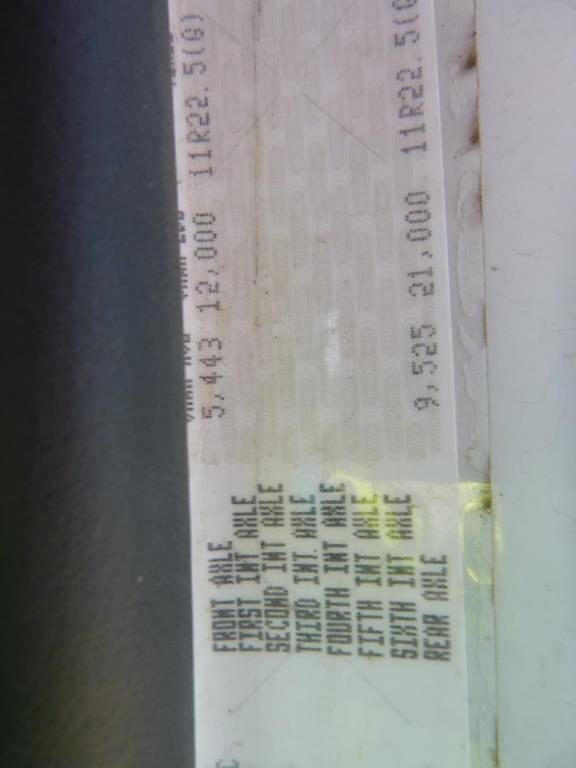 FRONT AXLE 5,443 12,000 11R22.5(G)
FIRST INT AXLE
SECOND INT AXLE
THIRD INT. AXLE
FOURTH INT AXLE
FIFTH INT AXLE
SIXTH INT AXLE
REAR AXLE 9,525 21,000 11R22.5(G